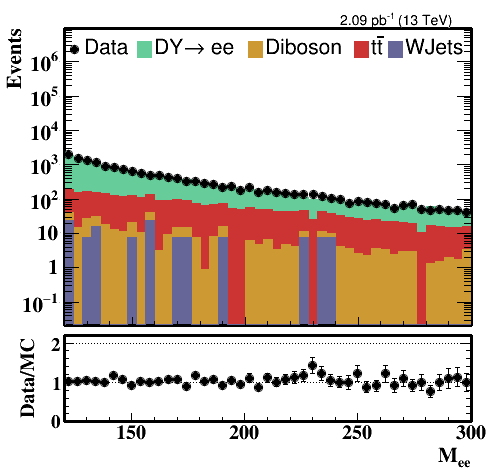 2.09 pb⁻¹ (13 TeV)
Events
Data DY→ ee Diboson tt̄ WJets
10⁶
10⁵
10⁴
10³
10²
10
1
10⁻¹
Data/MC
2
1
0
150 200 250 300
M_ee